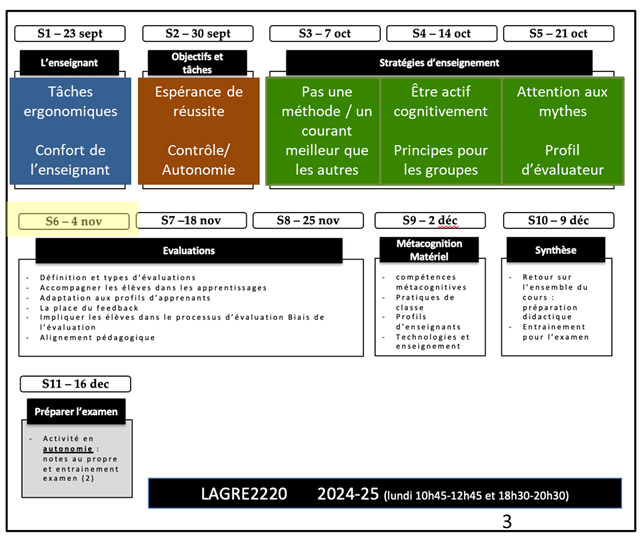 S1 – 23 sept
S2 – 30 sept
S3 – 7 oct
S4 – 14 oct
S5 – 21 oct
L'enseignant
Objectifs et
tâches
Stratégies d'enseignement
Tâches
ergonomiques
Confort de
l'enseignant
Espérance de
réussite
Contrôle/
Autonomie
Pas une
méthode / un
courant
meilleur que
les autres
Être actif
cognitivement
Principes pour
les groupes
Attention aux
mythes
Profil
d'évaluateur
S6 – 4 nov
S7 –18 nov
S8 – 25 nov
S9 – 2 déc
S10 – 9 déc
Evaluations
- Définition et types d'évaluations
- Accompagner les élèves dans les apprentissages
- Adaptation aux profils d'apprenants
- La place du feedback
- Impliquer les élèves dans le processus d'évaluation Biais de
l'évaluation
- Alignement pédagogique
Métacognition
Matériel
- compétences
métacognitives
- Pratiques de
classe
- Profils
d'enseignants
- Technologies et
enseignement
Synthèse
- Retour sur
l'ensemble du
cours :
préparation
didactique
- Entrainement
pour l'examen
S11 – 16 dec
Préparer l'examen
- Activité en
autonomie :
notes au propre
et entrainement
examen (2)
LAGRE2220 2024-25 (lundi 10h45-12h45 et 18h30-20h30)
3